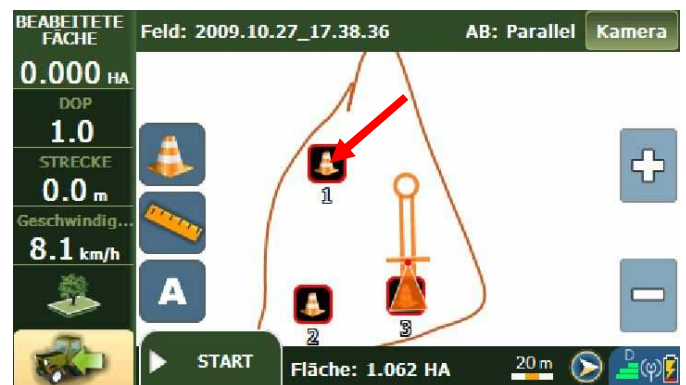 BEABEITETE
FÄCHE
Feld: 2009.10.27_17.38.36
AB: Parallel
Kamera
0.000 HA
DOP
1.0
STRECKE
0.0 m
Geschwindig...
8.1 km/h
A
1
2
3
START
Fläche: 1.062 HA
20 m
D